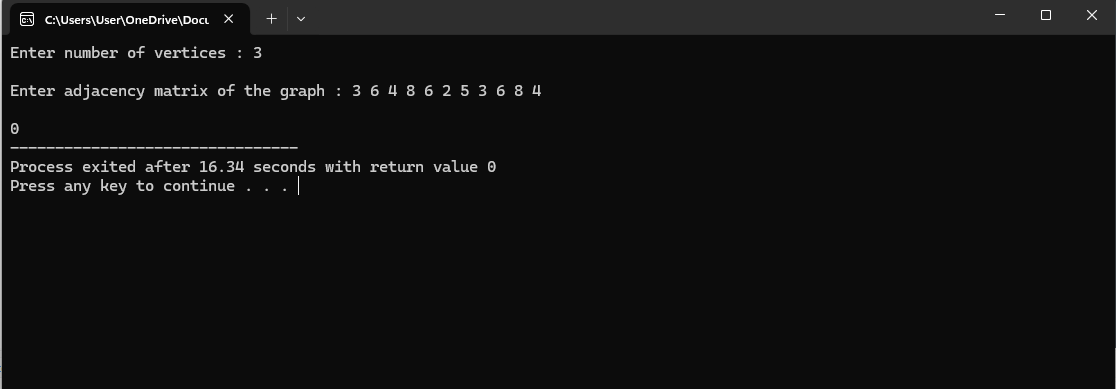 C:\Users\User\OneDrive\Docu
Enter number of vertices : 3
Enter adjacency matrix of the graph : 3 6 4 8 6 2 5 3 6 8 4
0
--------------------------------
Process exited after 16.34 seconds with return value 0
Press any key to continue . . .